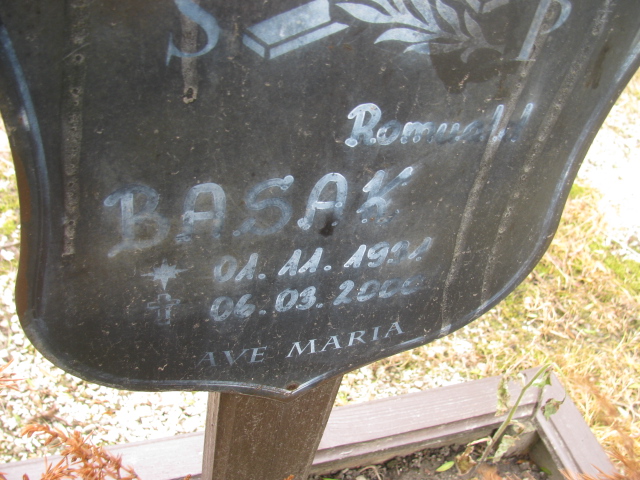 S P
Romuald
BASAK
01. 11.
06. 03.
AVE MARIA